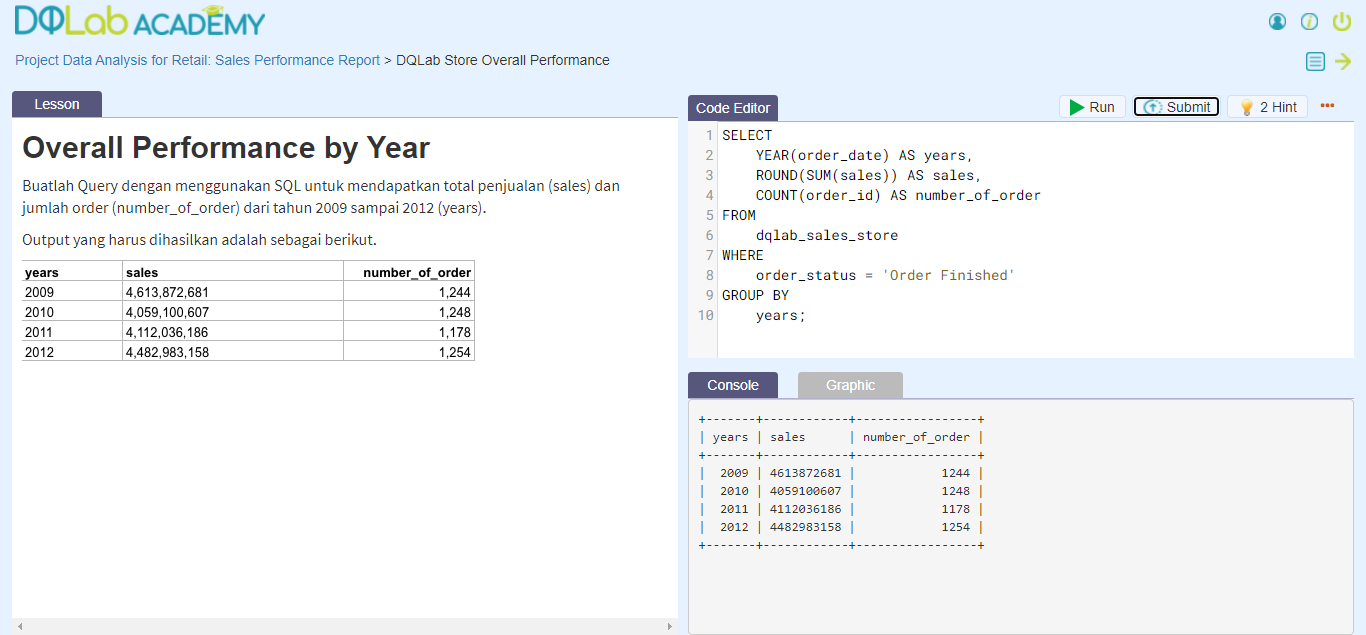 DQLab ACADEMY
Project Data Analysis for Retail: Sales Performance Report > DQLab Store Overall Performance
Lesson
Overall Performance by Year
Buatlah Query dengan menggunakan SQL untuk mendapatkan total penjualan (sales) dan
jumlah order (number_of_order) dari tahun 2009 sampai 2012 (years).
Output yang harus dihasilkan adalah sebagai berikut.
years sales number_of_order
2009 4,613,872,681 1,244
2010 4,059,100,607 1,248
2011 4,112,036,186 1,178
2012 4,482,983,158 1,254
Code Editor
Run
Submit
2 Hint
1 SELECT
2     YEAR(order_date) AS years,
3     ROUND(SUM(sales)) AS sales,
4     COUNT(order_id) AS number_of_order
5 FROM
6     dqlab_sales_store
7 WHERE
8     order_status = 'Order Finished'
9 GROUP BY
10     years;
Console
Graphic
+-------+------------+-----------------+
| years | sales      | number_of_order |
+-------+------------+-----------------+
|  2009 | 4613872681 |            1244 |
|  2010 | 4059100607 |            1248 |
|  2011 | 4112036186 |            1178 |
|  2012 | 4482983158 |            1254 |
+-------+------------+-----------------+